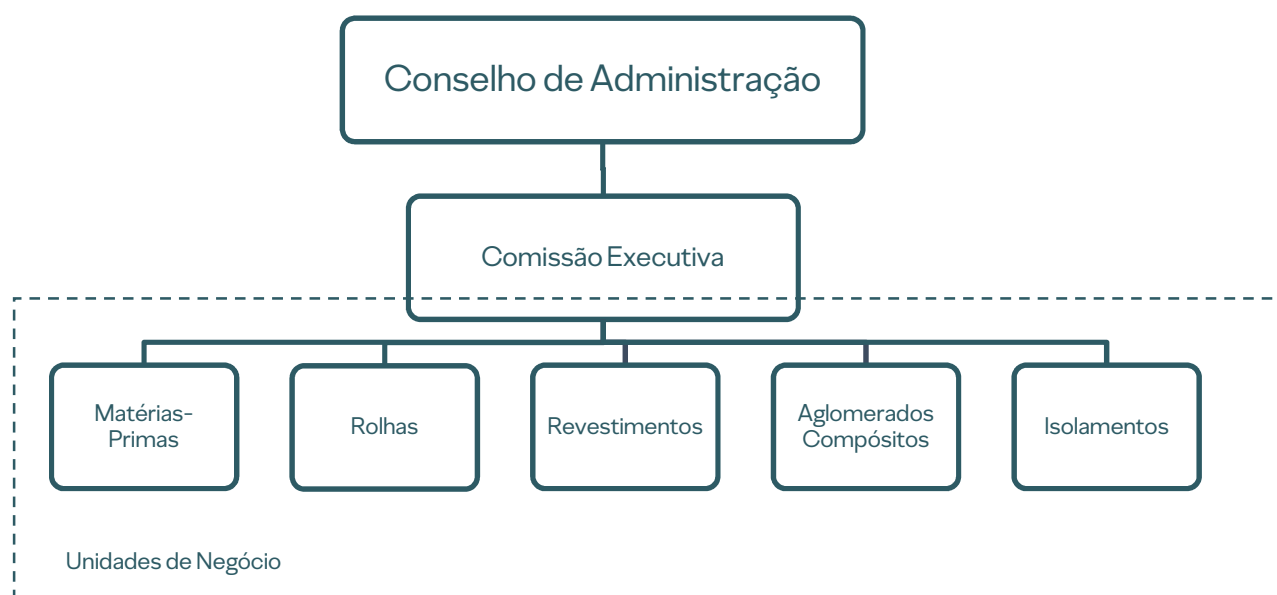 Conselho de Administração
Comissão Executiva
Matérias-
Primas
Rolhas
Revestimentos
Aglomerados
Compósitos
Isolamentos
Unidades de Negócio